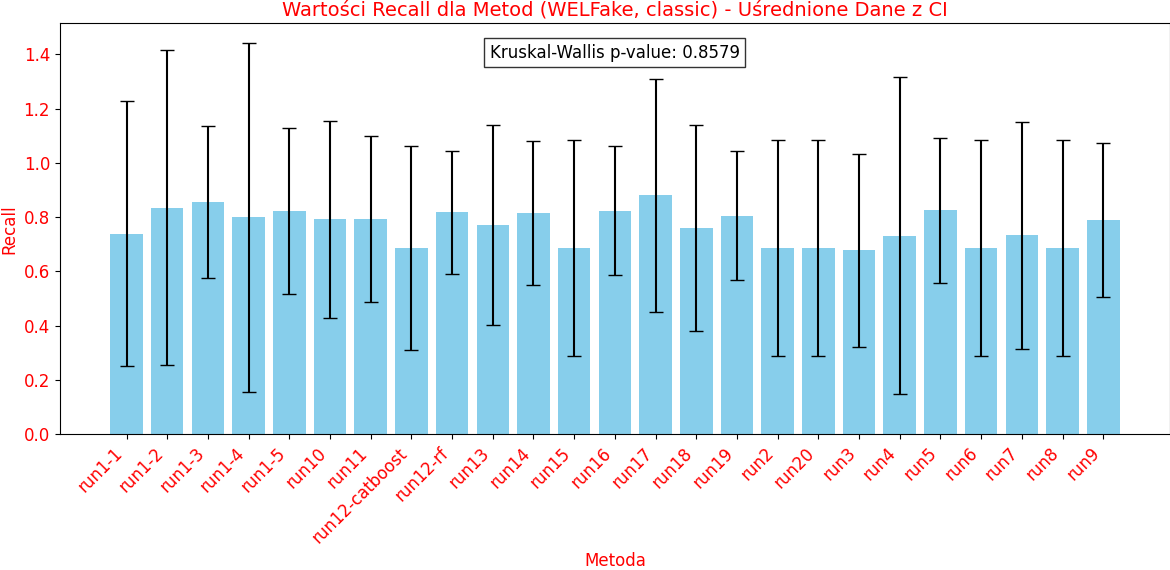 Wartości Recall dla Metod (WELFake, classic) - Uśrednione Dane z CI
Kruskal-Wallis p-value: 0.8579
Recall
1.4
1.2
1.0
0.8
0.6
0.4
0.2
0.0
run1-1
run1-2
run1-3
run1-4
run1-5
run10
run11
run12-catboost
run12-rf
run13
run14
run15
run16
run17
run18
run19
run2
run20
run3
run4
run5
run6
run7
run8
run9
Metoda